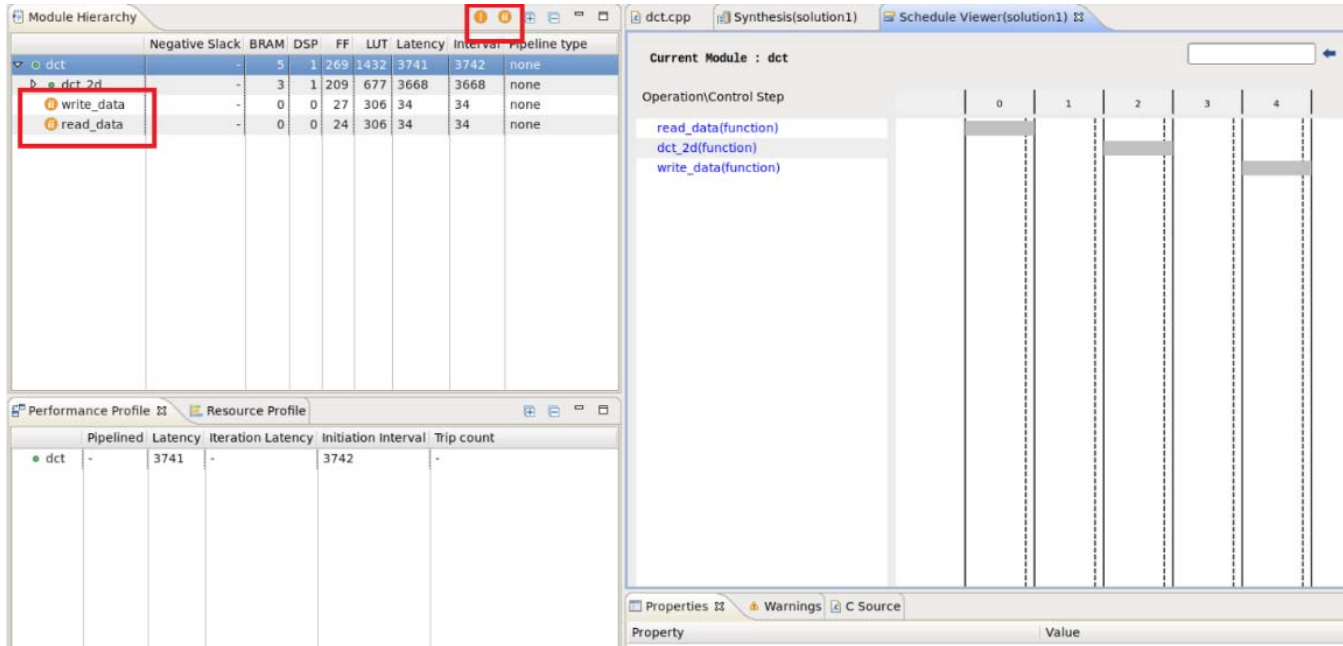 Module Hierarchy
Negative Slack BRAM DSP FF LUT Latency Interval Pipeline type
dct - 5 1 269 1432 3741 3742 none
dct_2d - 3 1 209 677 3668 3668 none
write_data - 0 0 27 306 34 34 none
read_data - 0 0 24 306 34 34 none
Performance Profile Resource Profile
Pipelined Latency Iteration Latency Initiation Interval Trip count
dct - 3741 - 3742 -
dct.cpp Synthesis(solution1) Schedule Viewer(solution1)
Current Module : dct
Operation\Control Step 0 1 2 3 4
read_data(function)
dct_2d(function)
write_data(function)
Properties Warnings C Source
Property Value